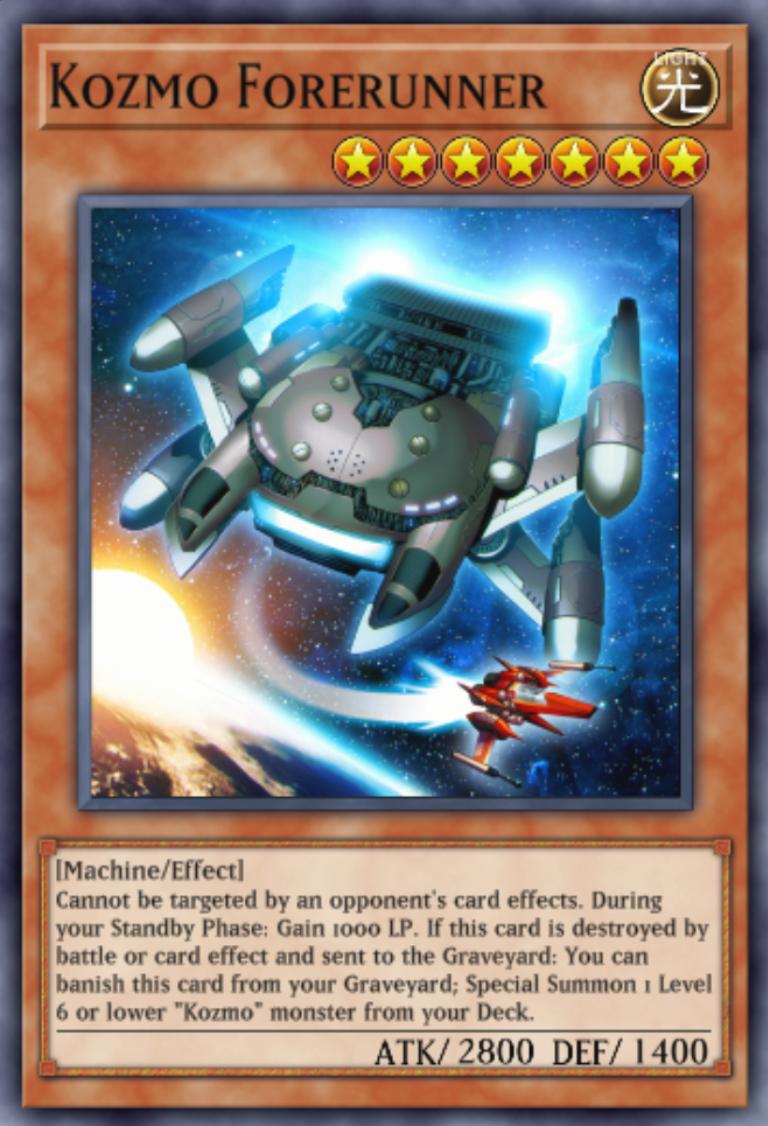 KOZMO FORERUNNER
LIGHT
光
[Machine/Effect]
Cannot be targeted by an opponent's card effects. During
your Standby Phase: Gain 1000 LP. If this card is destroyed by
battle or card effect and sent to the Graveyard: You can
banish this card from your Graveyard; Special Summon 1 Level
6 or lower "Kozmo" monster from your Deck.
ATK/ 2800 DEF/ 1400